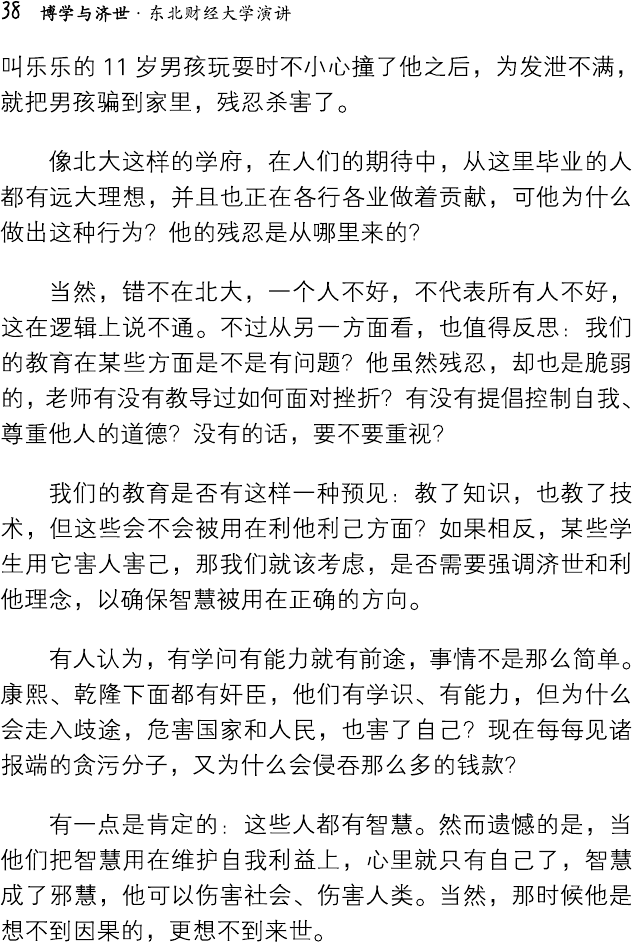 38 博学与济世·东北财经大学演讲
叫乐乐的 11 岁男孩玩耍时不小心撞了他之后，为发泄不满，
就把男孩骗到家里，残忍杀害了。
像北大这样的学府，在人们的期待中，从这里毕业的人
都有远大理想，并且也正在各行各业做着贡献，可他为什么
做出这种行为？他的残忍是从哪里来的？
当然，错不在北大，一个人不好，不代表所有人不好，
这在逻辑上说不通。不过从另一方面看，也值得反思：我们
的教育在某些方面是不是有问题？他虽然残忍，却也是脆弱
的，老师有没有教导过如何面对挫折？有没有提倡控制自我、
尊重他人的道德？没有的话，要不要重视？
我们的教育是否有这样一种预见：教了知识，也教了技
术，但这些会不会被用在利他利己方面？如果相反，某些学
生用它害人害己，那我们就该考虑，是否需要强调济世和利
他理念，以确保智慧被用在正确的方向。
有人认为，有学问有能力就有前途，事情不是那么简单。
康熙、乾隆下面都有奸臣，他们有学识、有能力，但为什么
会走入歧途，危害国家和人民，也害了自己？现在每每见诸
报端的贪污分子，又为什么会侵吞那么多的钱款？
有一点是肯定的：这些人都有智慧。然而遗憾的是，当
他们把智慧用在维护自我利益上，心里就只有自己了，智慧
成了邪慧，他可以伤害社会、伤害人类。当然，那时候他是
想不到因果的，更想不到来世。